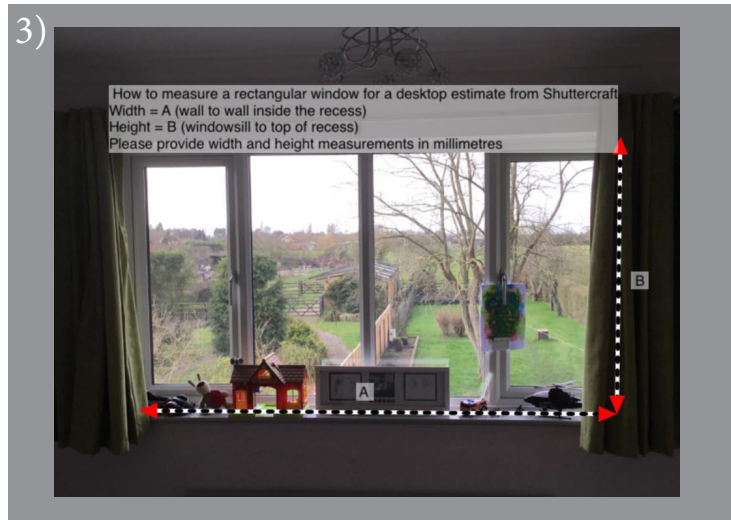 3)
How to measure a rectangular window for a desktop estimate from Shuttercraft
Width = A (wall to wall inside the recess)
Height = B (windowsill to top of recess)
Please provide width and height measurements in millimetres
B
A